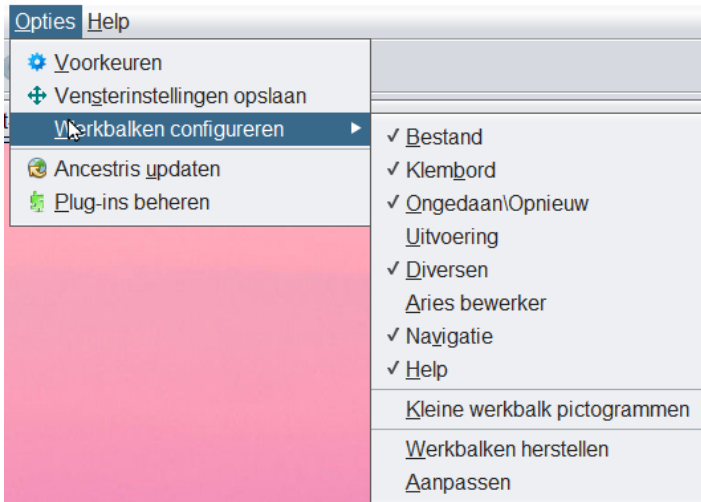 Opties Help
Voorkeuren
Vensterinstellingen opslaan
Werkbalken configureren
Ancestris updaten
Plug-ins beheren
Bestand
Klembord
Ongedaan\Opnieuw
Uitvoering
Diversen
Aries bewerker
Navigatie
Help
Kleine werkbalk pictogrammen
Werkbalken herstellen
Aanpassen